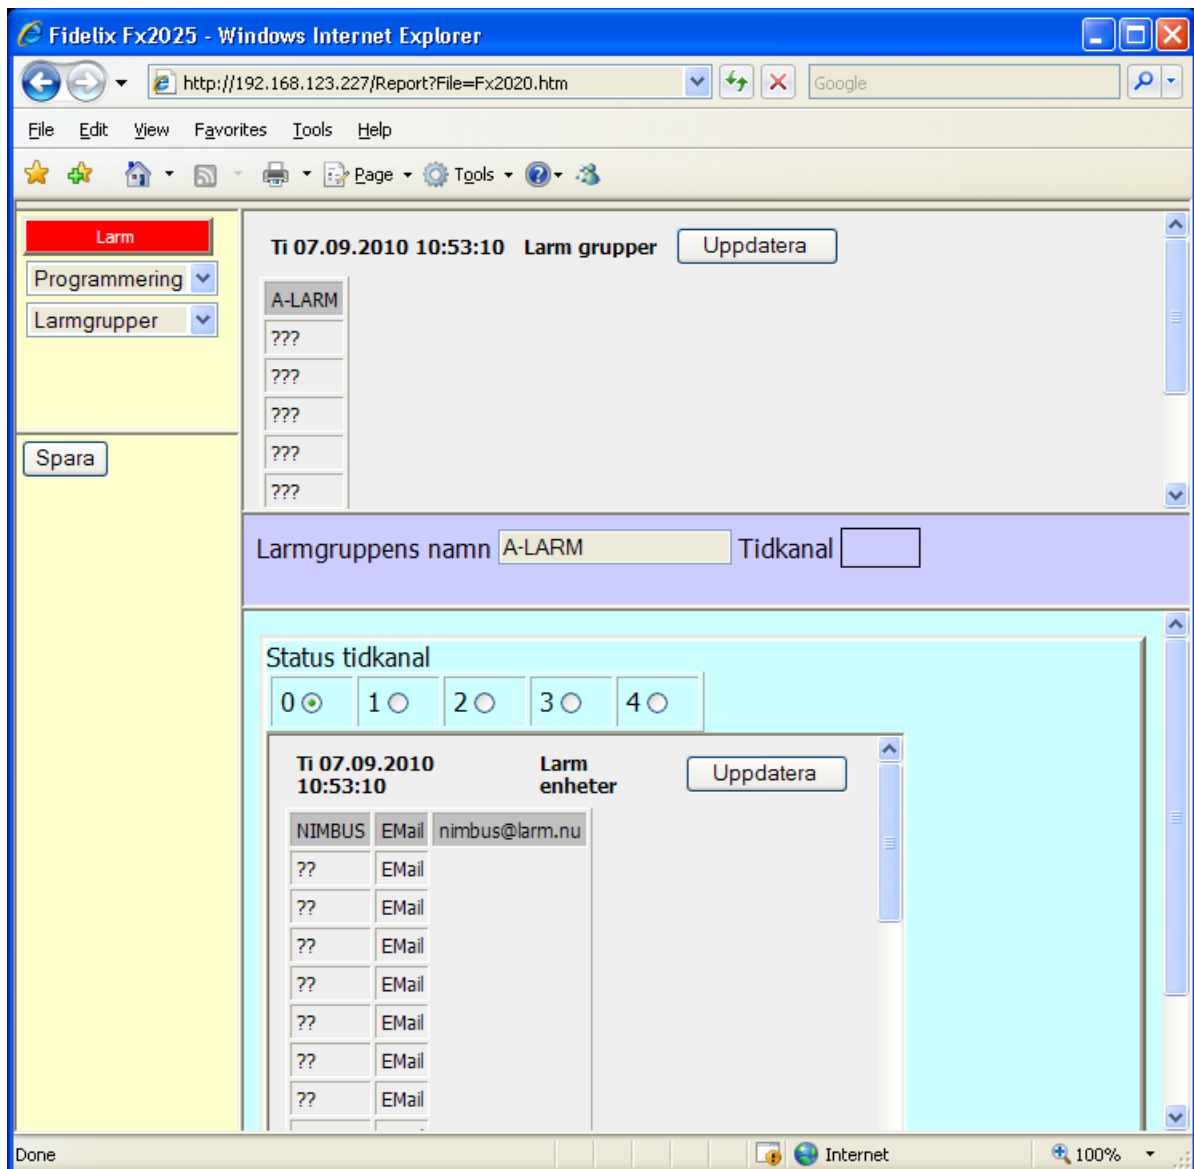 Fidelix Fx2025 - Windows Internet Explorer
http://192.168.123.227/Report?File=Fx2020.htm
Google
File Edit View Favorites Tools Help
Page Tools
Larm
Programmering
Larmgrupper
Spara
Ti 07.09.2010 10:53:10 Larm grupper Uppdatera
A-LARM
???
???
???
???
???
Larmgruppens namn A-LARM Tidkanal
Status tidkanal
0 1 2 3 4
Ti 07.09.2010 10:53:10 Larm enheter Uppdatera
NIMBUS EMail nimbus@larm.nu
?? EMail
?? EMail
?? EMail
?? EMail
?? EMail
?? EMail
?? EMail
Done Internet 100%